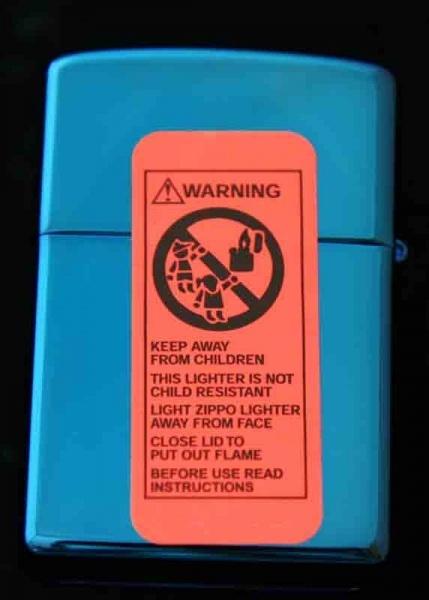 WARNING
KEEP AWAY
FROM CHILDREN
THIS LIGHTER IS NOT
CHILD RESISTANT
LIGHT ZIPPO LIGHTER
AWAY FROM FACE
CLOSE LID TO
PUT OUT FLAME
BEFORE USE READ
INSTRUCTIONS